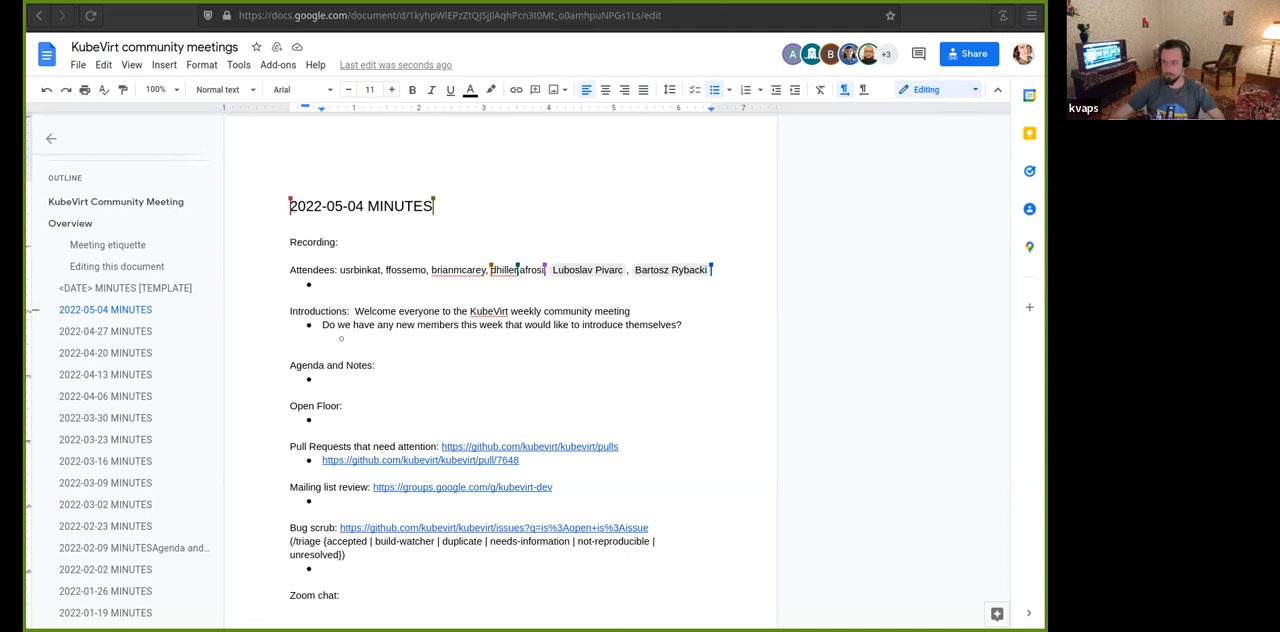 https://docs.google.com/document/d/1kyhpWlEPzZtQJSjJlAqhPcn3t0Mt_o0amhpuNPGs1Ls/edit
KubeVirt community meetings
File Edit View Insert Format Tools Add-ons Help Last edit was seconds ago
A B +3 Share
100% Normal text Arial 11 B I U A Editing
1 1 2 3 4 5 6 7
kvaps
OUTLINE
KubeVirt Community Meeting
Overview
Meeting etiquette
Editing this document
<DATE> MINUTES [TEMPLATE]
2022-05-04 MINUTES
2022-04-27 MINUTES
2022-04-20 MINUTES
2022-04-13 MINUTES
2022-04-06 MINUTES
2022-03-30 MINUTES
2022-03-23 MINUTES
2022-03-16 MINUTES
2022-03-09 MINUTES
2022-03-02 MINUTES
2022-02-23 MINUTES
2022-02-09 MINUTESAgenda and...
2022-02-02 MINUTES
2022-01-26 MINUTES
2022-01-19 MINUTES
2022-05-04 MINUTES
Recording:
Attendees: usrbinkat, ffossemo, brianmcarey, dhiller,afrosi, Luboslav Pivarc , Bartosz Rybacki
Introductions: Welcome everyone to the KubeVirt weekly community meeting
Do we have any new members this week that would like to introduce themselves?
Agenda and Notes:
Open Floor:
Pull Requests that need attention: https://github.com/kubevirt/kubevirt/pulls
https://github.com/kubevirt/kubevirt/pull/7648
Mailing list review: https://groups.google.com/g/kubevirt-dev
Bug scrub: https://github.com/kubevirt/kubevirt/issues?q=is%3Aopen+is%3Aissue
(/triage {accepted | build-watcher | duplicate | needs-information | not-reproducible |
unresolved})
Zoom chat: